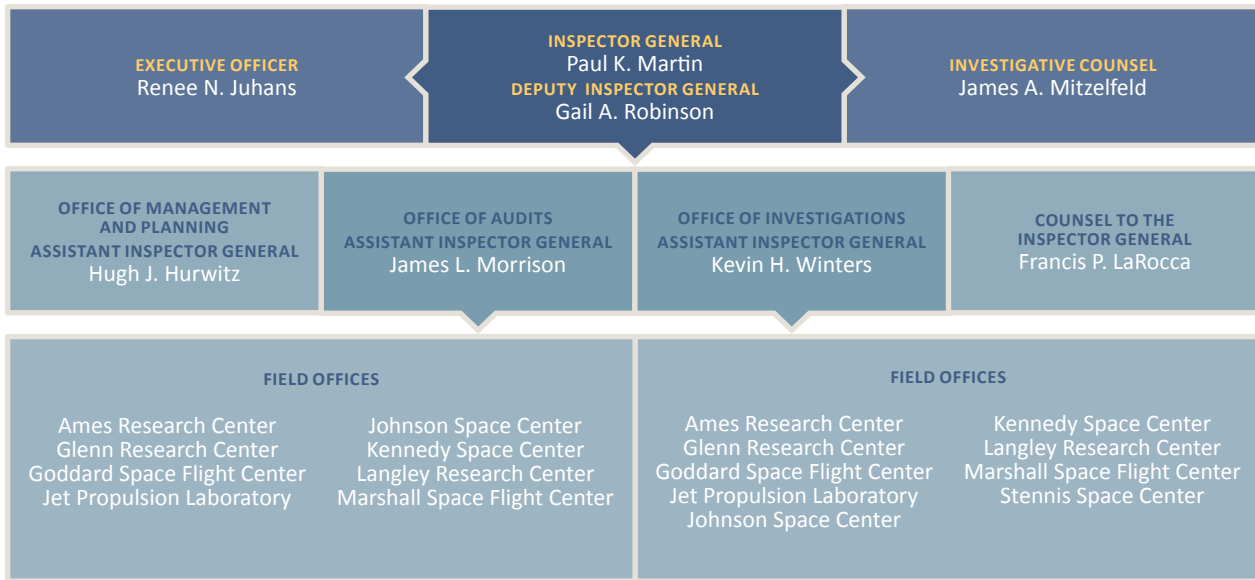 EXECUTIVE OFFICER
Renee N. Juhans
INSPECTOR GENERAL
Paul K. Martin
DEPUTY INSPECTOR GENERAL
Gail A. Robinson
INVESTIGATIVE COUNSEL
James A. Mitzelfeld
OFFICE OF MANAGEMENT
AND PLANNING
ASSISTANT INSPECTOR GENERAL
Hugh J. Hurwitz
OFFICE OF AUDITS
ASSISTANT INSPECTOR GENERAL
James L. Morrison
OFFICE OF INVESTIGATIONS
ASSISTANT INSPECTOR GENERAL
Kevin H. Winters
COUNSEL TO THE
INSPECTOR GENERAL
Francis P. LaRocca
FIELD OFFICES
Ames Research Center
Glenn Research Center
Goddard Space Flight Center
Jet Propulsion Laboratory
Johnson Space Center
Kennedy Space Center
Langley Research Center
Marshall Space Flight Center
FIELD OFFICES
Ames Research Center
Glenn Research Center
Goddard Space Flight Center
Jet Propulsion Laboratory
Johnson Space Center
Kennedy Space Center
Langley Research Center
Marshall Space Flight Center
Stennis Space Center